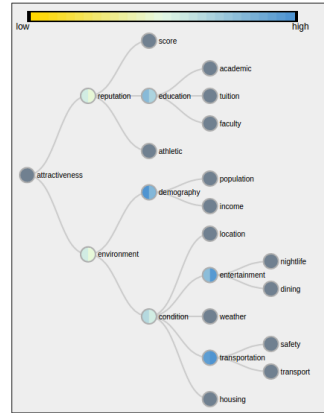 low high
score
academic
reputation education tuition
faculty
athletic
attractiveness
population
demography
income
location
environment
nightlife
entertainment
dining
condition weather
safety
transportation
transport
housing